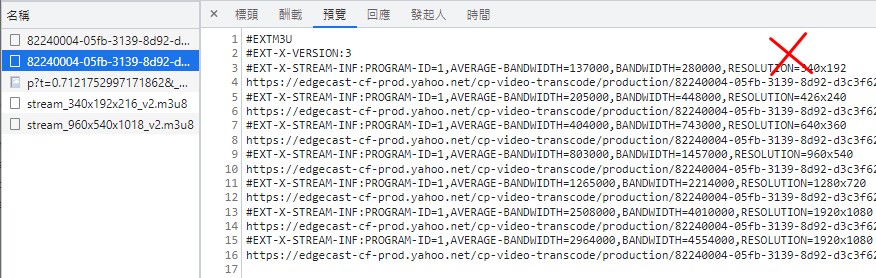 名稱
× 標頭 酬載 預覽 回應 發起人 時間
82240004-05fb-3139-8d92-d...
82240004-05fb-3139-8d92-d...
p?t=0.7121752997171862&_...
stream_340x192x216_v2.m3u8
stream_960x540x1018_v2.m3u8
1 #EXTM3U
2 #EXT-X-VERSION:3
3 #EXT-X-STREAM-INF:PROGRAM-ID=1,AVERAGE-BANDWIDTH=137000,BANDWIDTH=280000,RESOLUTION=340x192
4 https://edgecast-cf-prod.yahoo.net/cp-video-transcode/production/82240004-05fb-3139-8d92-d3c3f62
5 #EXT-X-STREAM-INF:PROGRAM-ID=1,AVERAGE-BANDWIDTH=205000,BANDWIDTH=448000,RESOLUTION=426x240
6 https://edgecast-cf-prod.yahoo.net/cp-video-transcode/production/82240004-05fb-3139-8d92-d3c3f62
7 #EXT-X-STREAM-INF:PROGRAM-ID=1,AVERAGE-BANDWIDTH=404000,BANDWIDTH=743000,RESOLUTION=640x360
8 https://edgecast-cf-prod.yahoo.net/cp-video-transcode/production/82240004-05fb-3139-8d92-d3c3f62
9 #EXT-X-STREAM-INF:PROGRAM-ID=1,AVERAGE-BANDWIDTH=803000,BANDWIDTH=1457000,RESOLUTION=960x540
10 https://edgecast-cf-prod.yahoo.net/cp-video-transcode/production/82240004-05fb-3139-8d92-d3c3f62
11 #EXT-X-STREAM-INF:PROGRAM-ID=1,AVERAGE-BANDWIDTH=1265000,BANDWIDTH=2214000,RESOLUTION=1280x720
12 https://edgecast-cf-prod.yahoo.net/cp-video-transcode/production/82240004-05fb-3139-8d92-d3c3f62
13 #EXT-X-STREAM-INF:PROGRAM-ID=1,AVERAGE-BANDWIDTH=2508000,BANDWIDTH=4010000,RESOLUTION=1920x1080
14 https://edgecast-cf-prod.yahoo.net/cp-video-transcode/production/82240004-05fb-3139-8d92-d3c3f62
15 #EXT-X-STREAM-INF:PROGRAM-ID=1,AVERAGE-BANDWIDTH=2964000,BANDWIDTH=4554000,RESOLUTION=1920x1080
16 https://edgecast-cf-prod.yahoo.net/cp-video-transcode/production/82240004-05fb-3139-8d92-d3c3f62
17